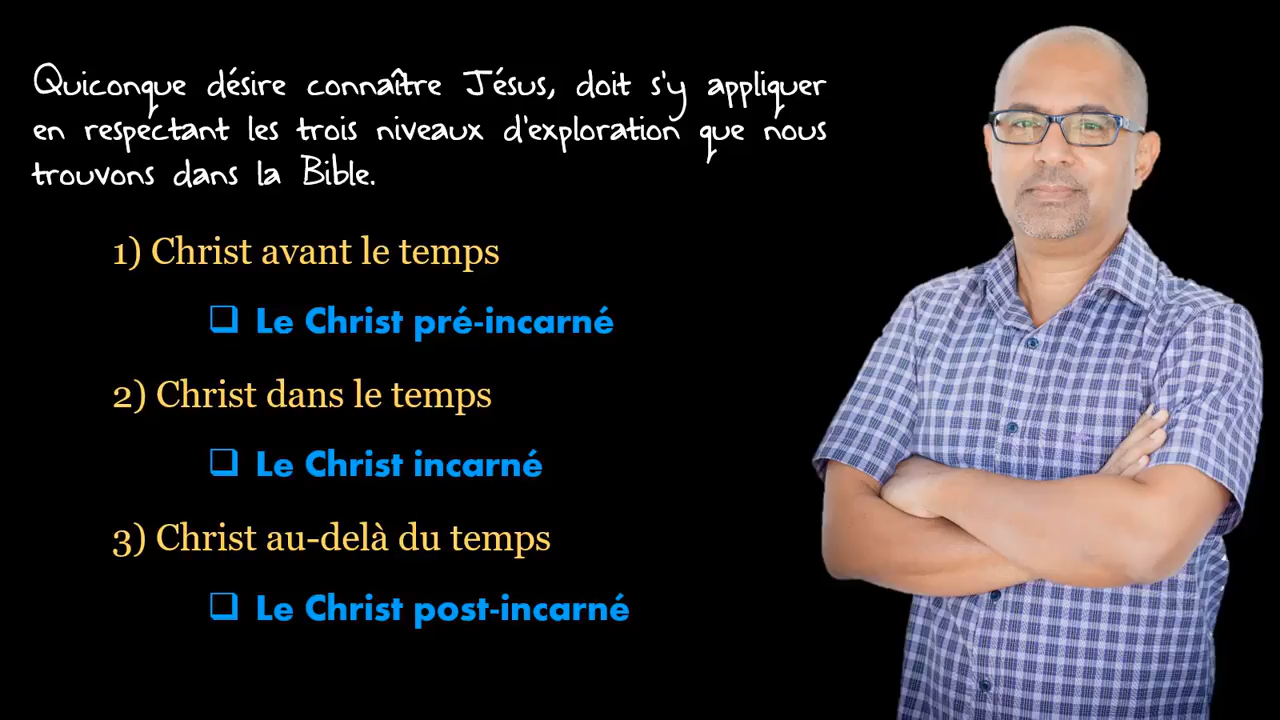 Quiconque désire connaître Jésus, doit s'y appliquer
en respectant les trois niveaux d'exploration que nous
trouvons dans la Bible.
1) Christ avant le temps
❑ Le Christ pré-incarné
2) Christ dans le temps
❑ Le Christ incarné
3) Christ au-delà du temps
❑ Le Christ post-incarné